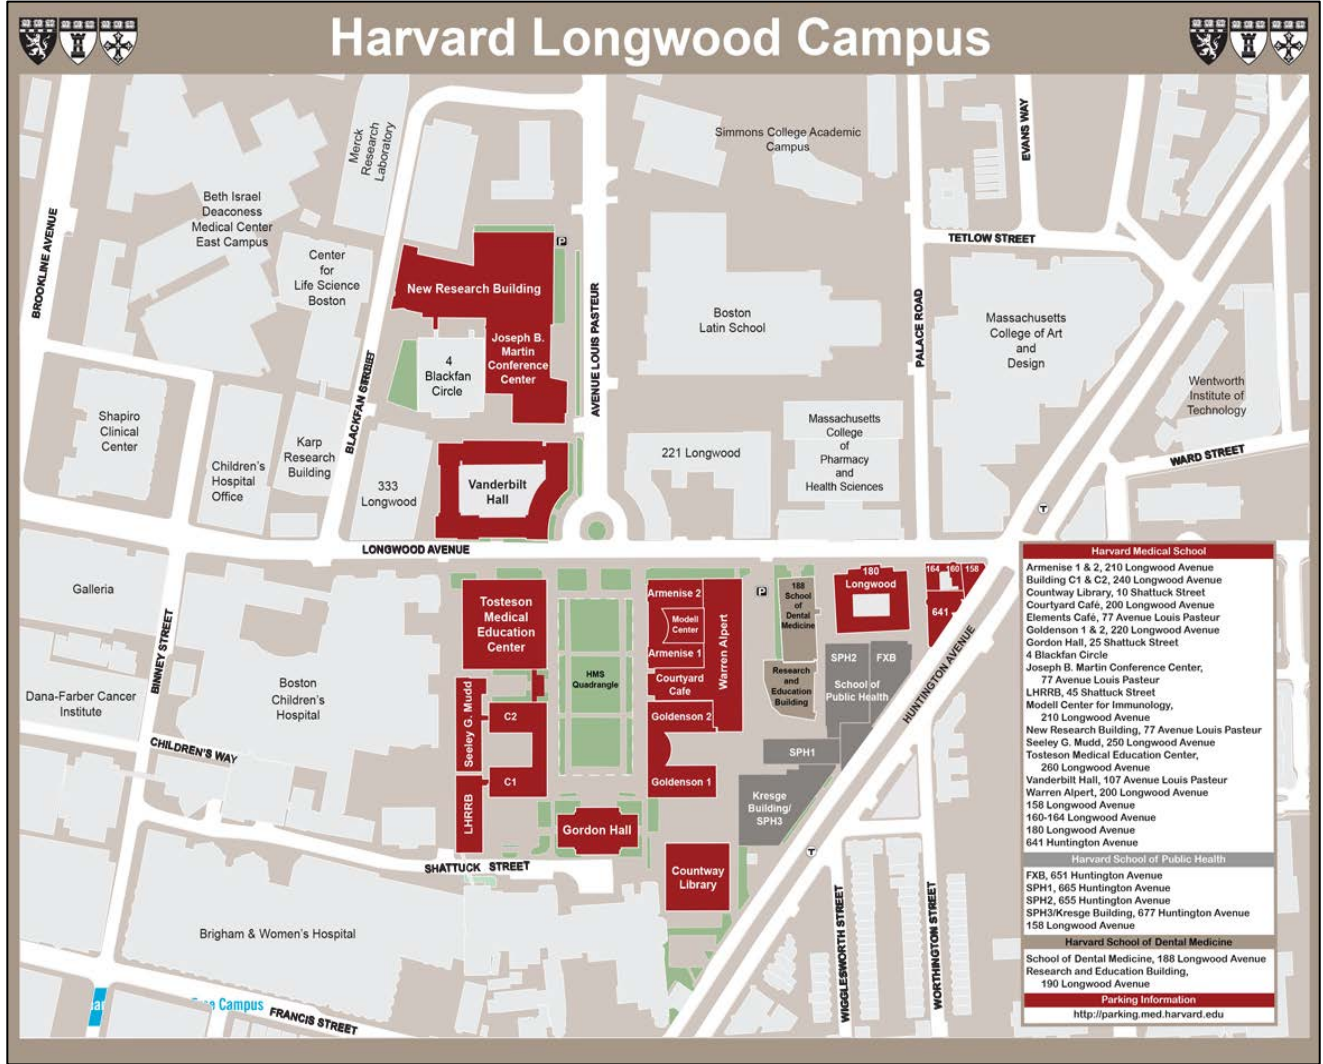 Harvard Longwood Campus
Merck
Research
Laboratory
Simmons College Academic
Campus
EVANS WAY
Beth Israel
Deaconess
Medical Center
East Campus
BROOKLINE AVENUE
Center
for
Life Science
Boston
P
TETLOW STREET
New Research Building
Joseph B.
Martin
Conference
Center
4
Blackfan
Circle
AVENUE LOUIS PASTEUR
Boston
Latin School
PALACE ROAD
Massachusetts
College of Art
and
Design
Wentworth
Institute of
Technology
BLACKFAN STREET
Shapiro
Clinical
Center
Children's
Hospital
Office
Karp
Research
Building
333
Longwood
Vanderbilt
Hall
221 Longwood
Massachusetts
College
of
Pharmacy
and
Health Sciences
WARD STREET
T
LONGWOOD AVENUE
Galleria
BINNEY STREET
Dana-Farber Cancer
Institute
Boston
Children's
Hospital
CHILDREN'S WAY
Tosteson
Medical
Education
Center
Seeley G. Mudd
C2
C1
LHRRB
HMS
Quadrangle
Armenise 2
Modell
Center
Armenise 1
Courtyard
Cafe
Goldenson 2
Goldenson 1
Warren Alpert
P
188
School
of
Dental
Medicine
Research
and
Education
Building
180
Longwood
164
160
158
641
SPH2
FXB
School of
Public Health
SPH1
Kresge
Building/
SPH3
HUNTINGTON AVENUE
Gordon Hall
SHATTUCK STREET
Countway
Library
T
WIGGLESWORTH STREET
WORTHINGTON STREET
Brigham & Women's Hospital
FRANCIS STREET
Campus
Harvard Medical School
Armenise 1 & 2, 210 Longwood Avenue
Building C1 & C2, 240 Longwood Avenue
Countway Library, 10 Shattuck Street
Courtyard Café, 200 Longwood Avenue
Elements Café, 77 Avenue Louis Pasteur
Goldenson 1 & 2, 220 Longwood Avenue
Gordon Hall, 25 Shattuck Street
4 Blackfan Circle
Joseph B. Martin Conference Center,
77 Avenue Louis Pasteur
LHRRB, 45 Shattuck Street
Modell Center for Immunology,
210 Longwood Avenue
New Research Building, 77 Avenue Louis Pasteur
Seeley G. Mudd, 250 Longwood Avenue
Tosteson Medical Education Center,
260 Longwood Avenue
Vanderbilt Hall, 107 Avenue Louis Pasteur
Warren Alpert, 200 Longwood Avenue
158 Longwood Avenue
160-164 Longwood Avenue
180 Longwood Avenue
641 Huntington Avenue
Harvard School of Public Health
FXB, 651 Huntington Avenue
SPH1, 665 Huntington Avenue
SPH2, 655 Huntington Avenue
SPH3/Kresge Building, 677 Huntington Avenue
158 Longwood Avenue
Harvard School of Dental Medicine
School of Dental Medicine, 188 Longwood Avenue
Research and Education Building,
190 Longwood Avenue
Parking Information
http://parking.med.harvard.edu